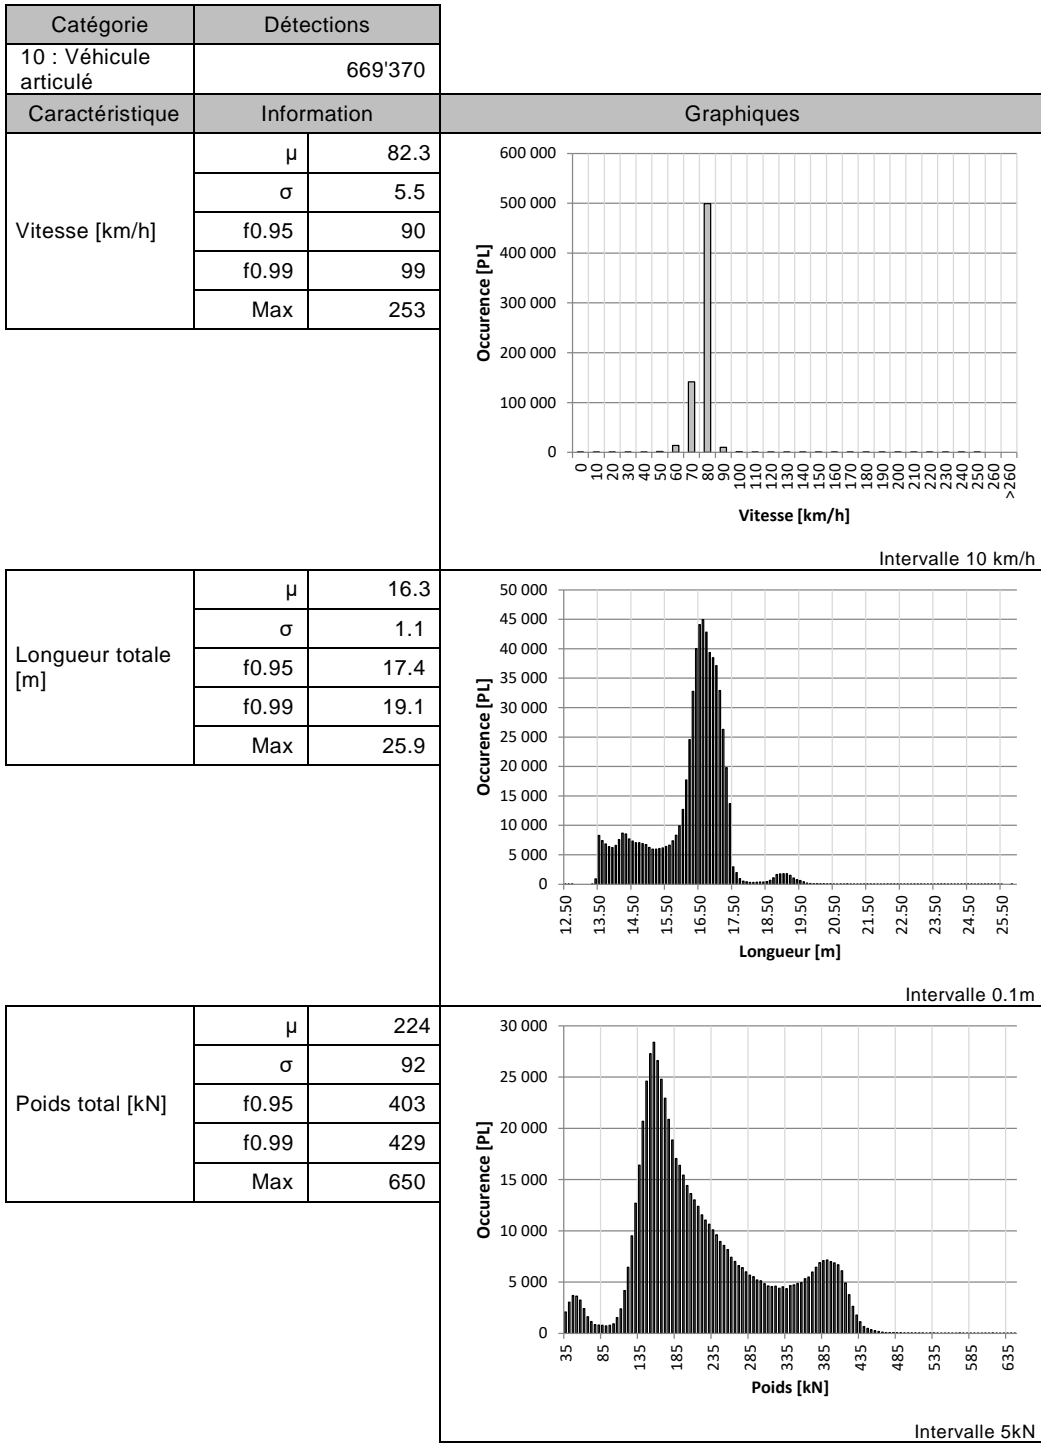 Catégorie Détections
10 : Véhicule
articulé
669'370
Caractéristique Information Graphiques
Vitesse [km/h]
µ 82.3
σ 5.5
f0.95 90
f0.99 99
Max 253
600 000
500 000
400 000
300 000
200 000
100 000
0
Occurence [PL]
0 10 20 30 40 50 60 70 80 90 100 110 120 130 140 150 160 170 180 190 200 210 220 230 240 250 260 >260
Vitesse [km/h]
Intervalle 10 km/h
Longueur totale
[m]
µ 16.3
σ 1.1
f0.95 17.4
f0.99 19.1
Max 25.9
50 000
45 000
40 000
35 000
30 000
25 000
20 000
15 000
10 000
5 000
0
Occurence [PL]
12.50 13.50 14.50 15.50 16.50 17.50 18.50 19.50 20.50 21.50 22.50 23.50 24.50 25.50
Longueur [m]
Intervalle 0.1m
Poids total [kN]
µ 224
σ 92
f0.95 403
f0.99 429
Max 650
30 000
25 000
20 000
15 000
10 000
5 000
0
Occurence [PL]
35 85 135 185 235 285 335 385 435 485 535 585 635
Poids [kN]
Intervalle 5kN